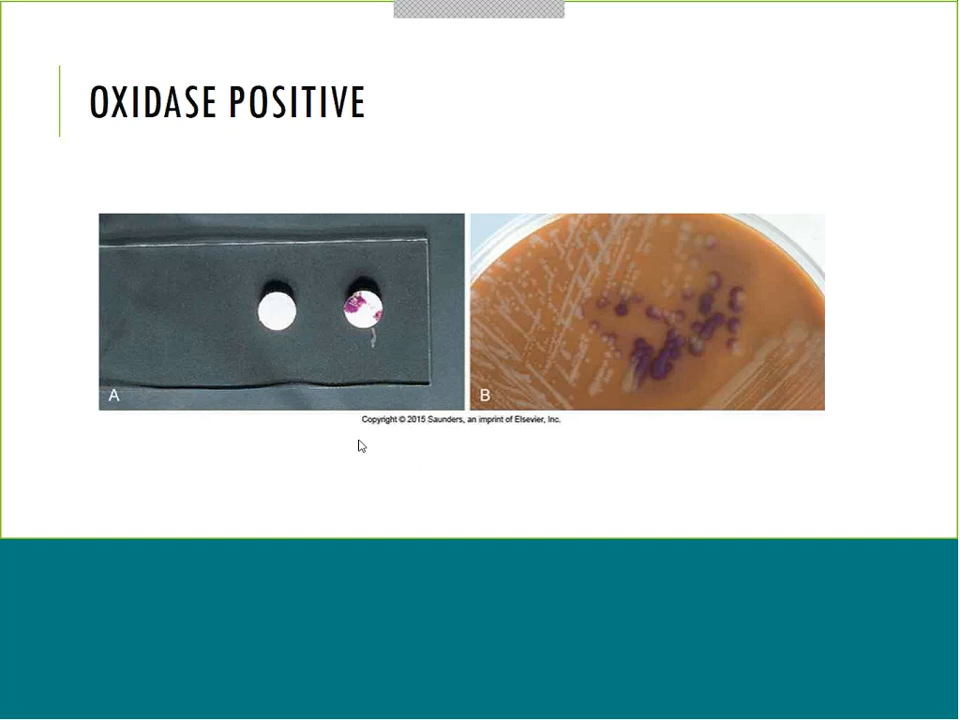 OXIDASE POSITIVE
A
B
Copyright © 2015 Saunders, an imprint of Elsevier, Inc.